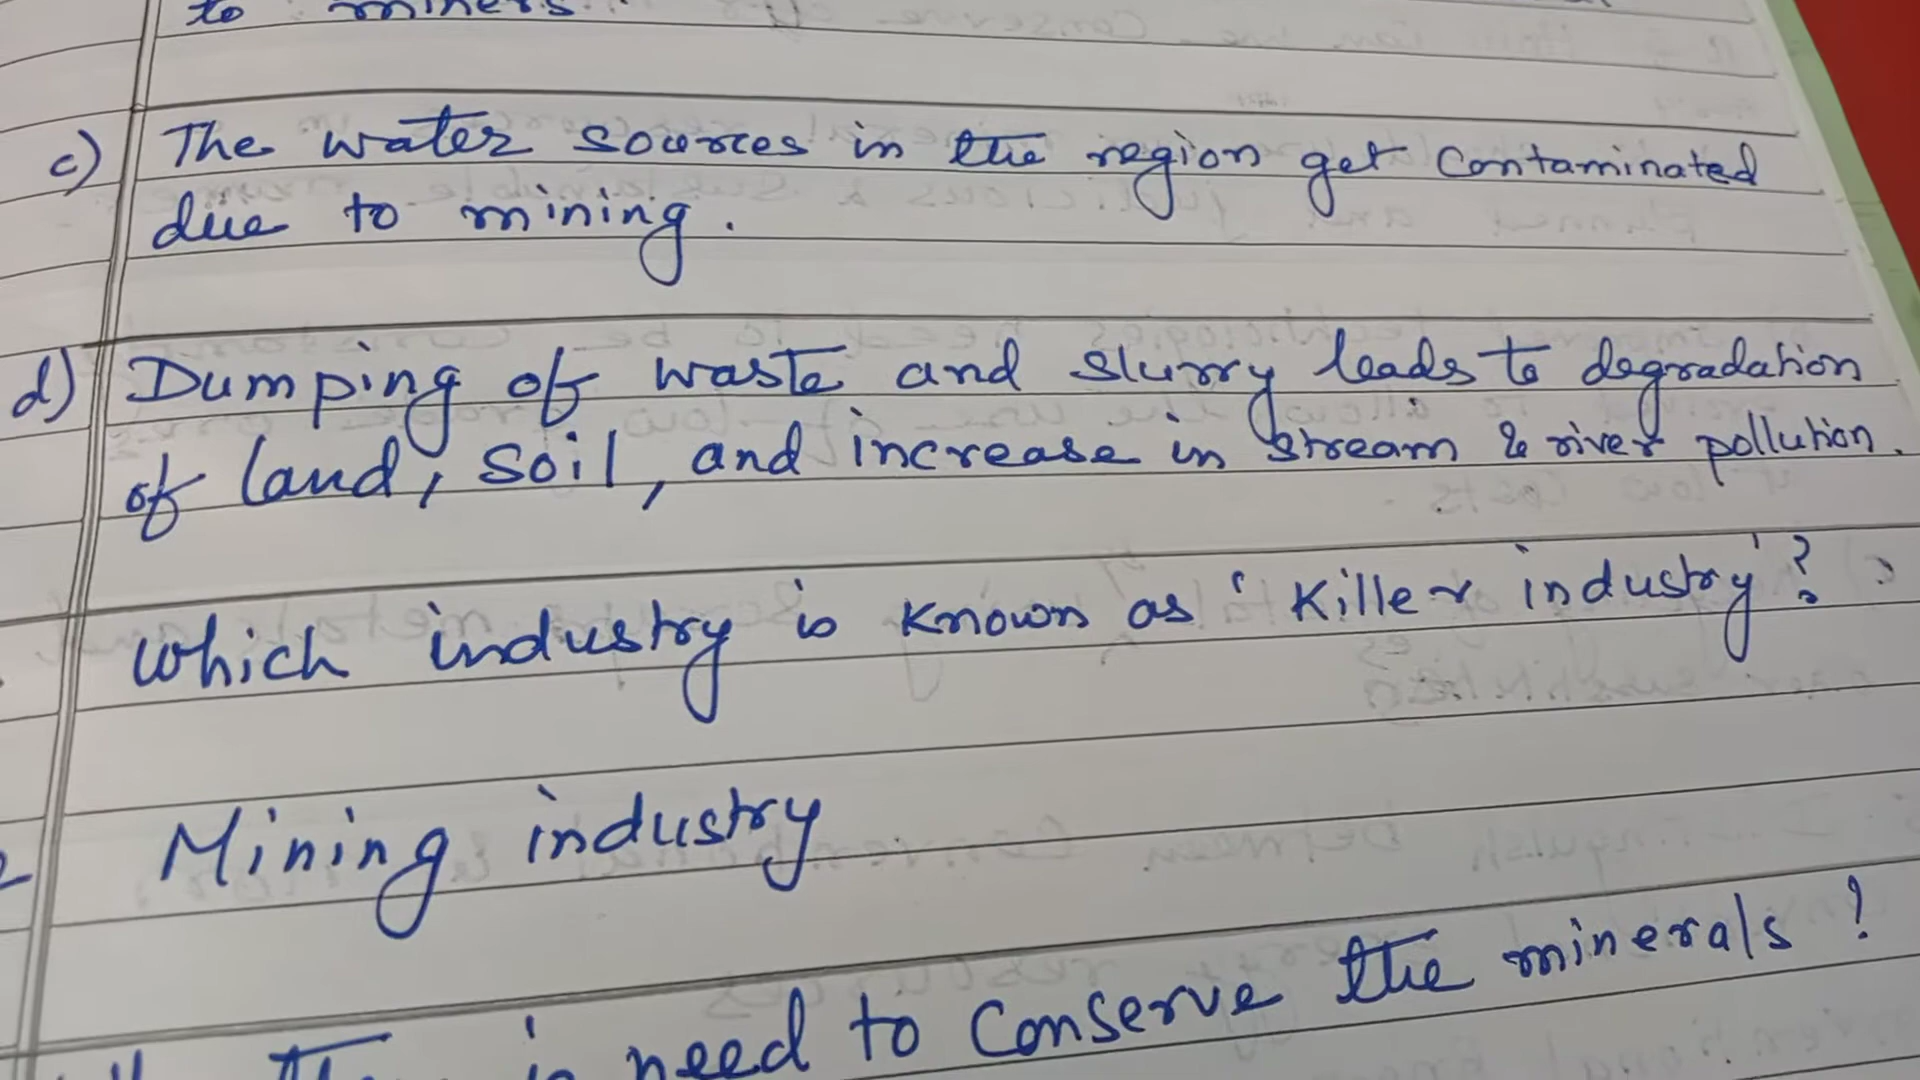 to miners.
c) The water sources in the region get contaminated
due to mining.
d) Dumping of waste and slurry leads to degradation
of land, soil, and increase in stream & river pollution.
Which industry is known as 'Killer industry'?
Mining industry
need to conserve the minerals?